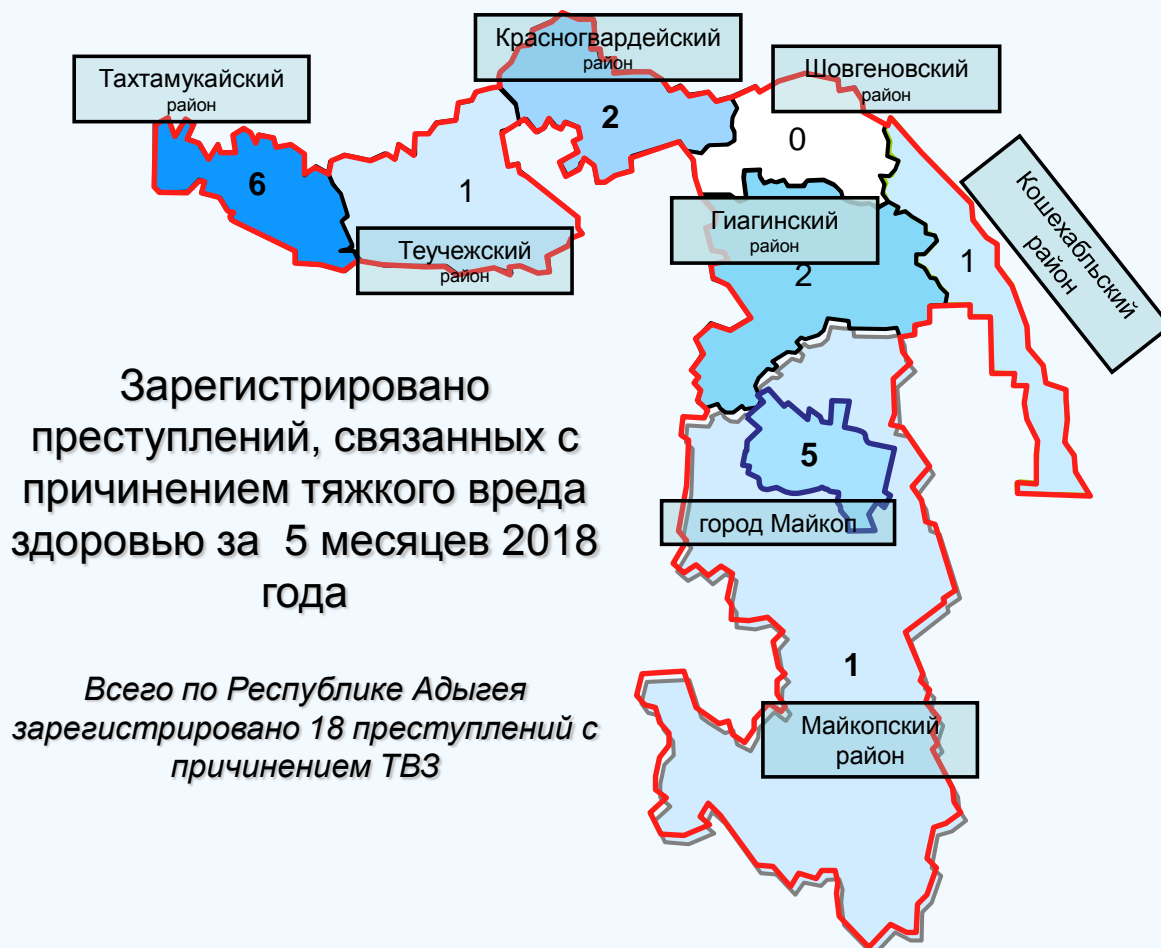 Красногвардейский
район
Тахтамукайский
район
Шовгеновский
район
2
0
6
1
Кошехабльский
район
Гиагинский
район
Теучежский
район
1
2
Зарегистрировано
преступлений, связанных с
причинением тяжкого вреда
здоровью за 5 месяцев 2018
года
5
город Майкоп
1
Всего по Республике Адыгея
зарегистрировано 18 преступлений с
причинением ТВЗ
Майкопский
район